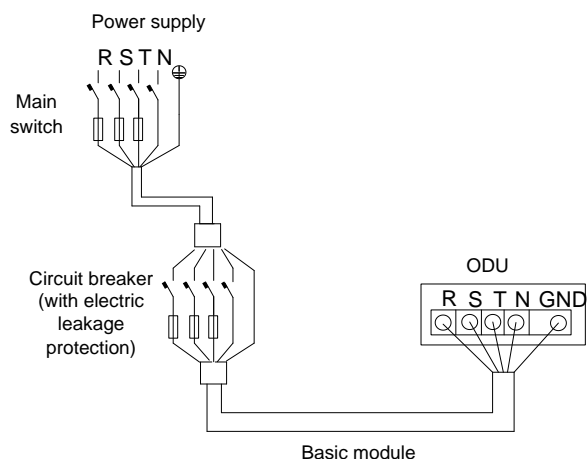 Power supply
R S T N
Main
switch
Circuit breaker
(with electric
leakage
protection)
ODU
R S T N GND
Basic module